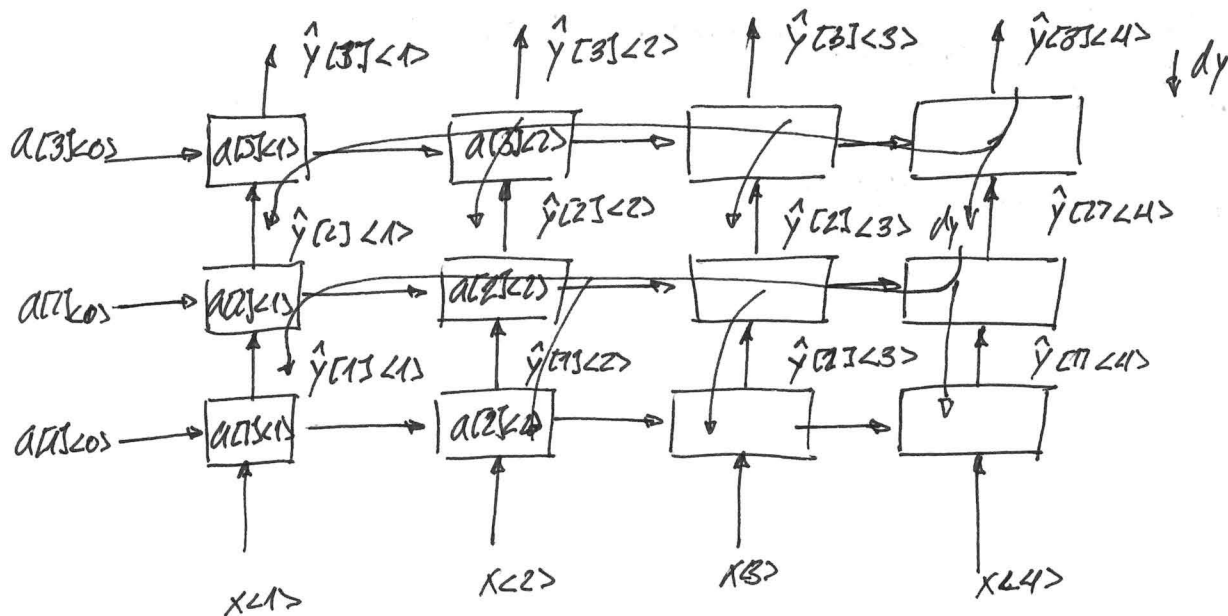 ŷ[3]<1> ŷ[3]<2> ŷ[3]<3> ŷ[3]<4> dy
a[3]<0> a[3]<1> a[3]<2>
ŷ[2]<1> ŷ[2]<2> ŷ[2]<3> dy ŷ[2]<4>
a[2]<0> a[2]<1> a[2]<2>
ŷ[1]<1> ŷ[1]<2> ŷ[1]<3> ŷ[1]<4>
a[1]<0> a[1]<1>
x<1> x<2> x<3> x<4>